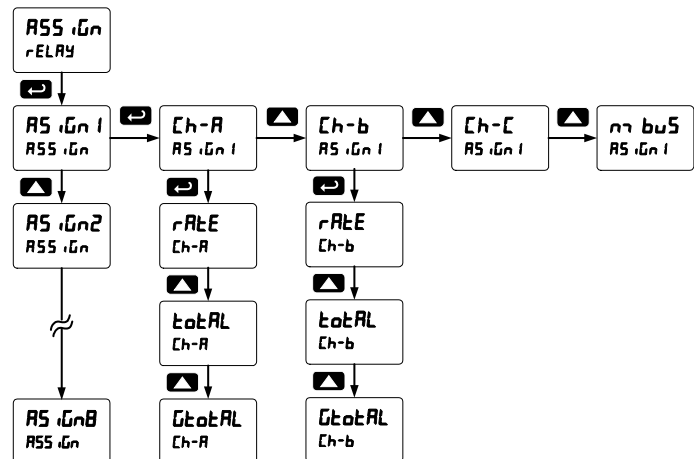 ASSiGn
rELAY
ASiGn1
ASSiGn
Ch-A
ASiGn1
Ch-b
ASiGn1
Ch-C
ASiGn1
m buS
ASiGn1
ASiGn2
ASSiGn
rAtE
Ch-A
rAtE
Ch-b
totAL
Ch-A
totAL
Ch-b
ASiGn8
ASSiGn
GtotAL
Ch-A
GtotAL
Ch-b